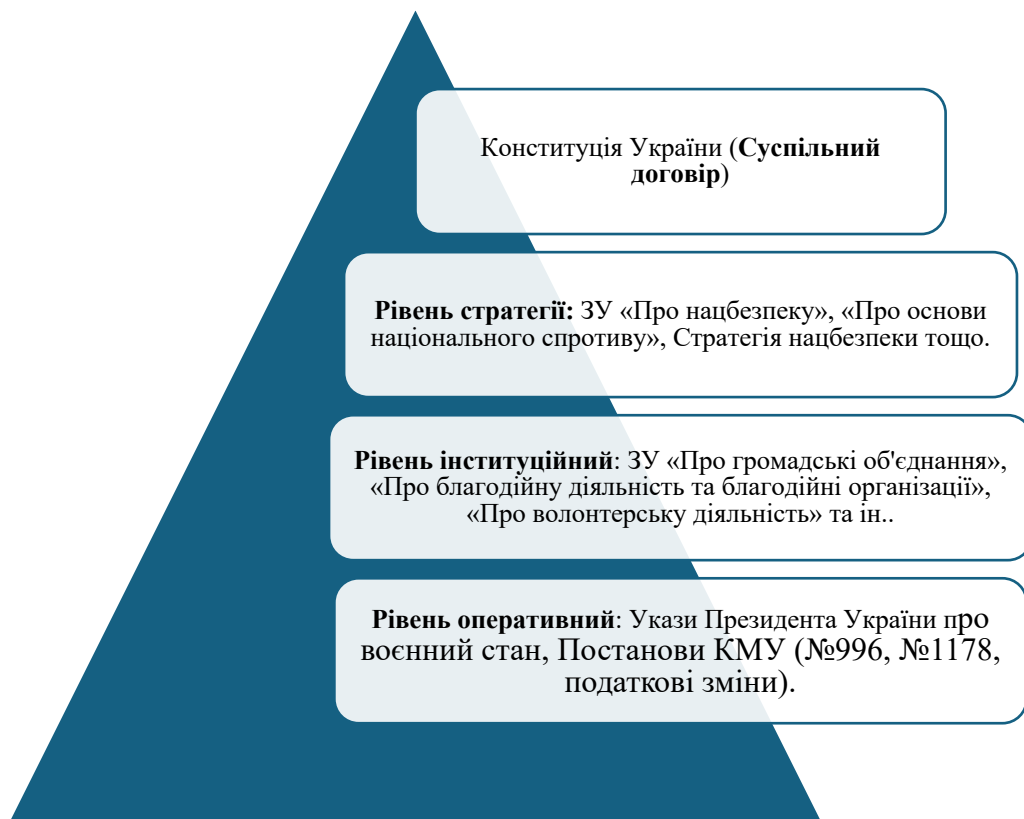 Конституція України (Суспільний
договір)
Рівень стратегії: ЗУ «Про нацбезпеку», «Про основи
національного спротиву», Стратегія нацбезпеки тощо.
Рівень інституційний: ЗУ «Про громадські об'єднання»,
«Про благодійну діяльність та благодійні організації»,
«Про волонтерську діяльність» та ін..
Рівень оперативний: Укази Президента України про
воєнний стан, Постанови КМУ (№996, №1178,
податкові зміни).